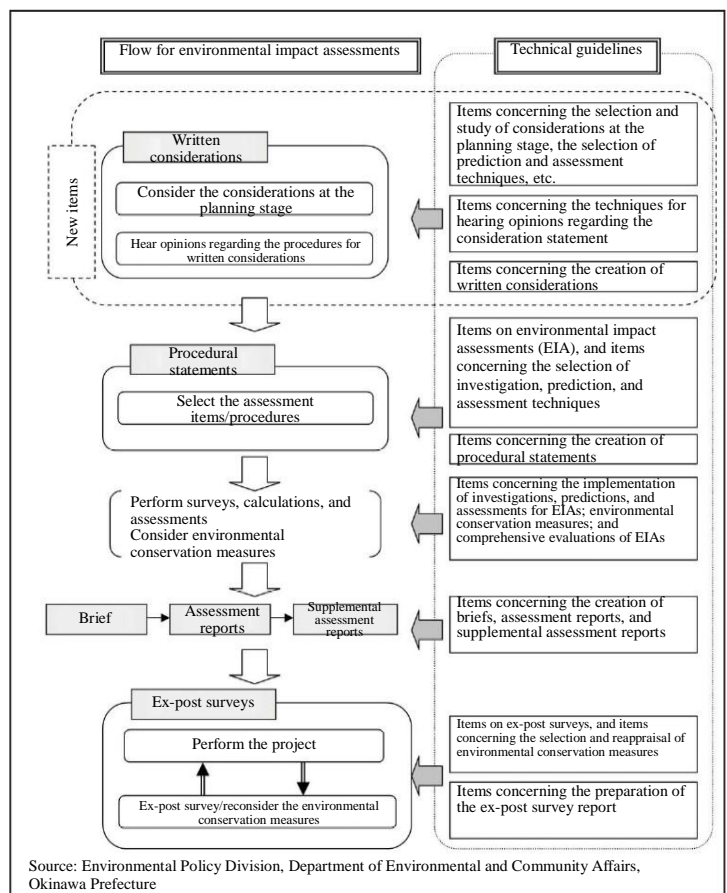 Flow for environmental impact assessments
Technical guidelines
New items
Written
considerations
Consider the considerations at the
planning stage
Hear opinions regarding the procedures for
written considerations
Items concerning the selection and
study of considerations at the
planning stage, the selection of
prediction and assessment
techniques, etc.
Items concerning the techniques for
hearing opinions regarding the
consideration statement
Items concerning the creation of
written considerations
Procedural
statements
Select the assessment
items/procedures
Items on environmental impact
assessments (EIA), and items
concerning the selection of
investigation, prediction, and
assessment techniques
Items concerning the creation of
procedural statements
Perform surveys, calculations, and
assessments
Consider environmental
conservation measures
Items concerning the implementation
of investigations, predictions, and
assessments for EIAs; environmental
conservation measures; and
comprehensive evaluations of EIAs
Brief
Assessment
reports
Supplemental
assessment
reports
Items concerning the creation of
briefs, assessment reports, and
supplemental assessment reports
Ex-post surveys
Perform the project
Ex-post survey/reconsider the environmental
conservation measures
Items on ex-post surveys, and items
concerning the selection and reappraisal of
environmental conservation measures
Items concerning the preparation of
the ex-post survey report
Source: Environmental Policy Division, Department of Environmental and Community Affairs,
Okinawa Prefecture